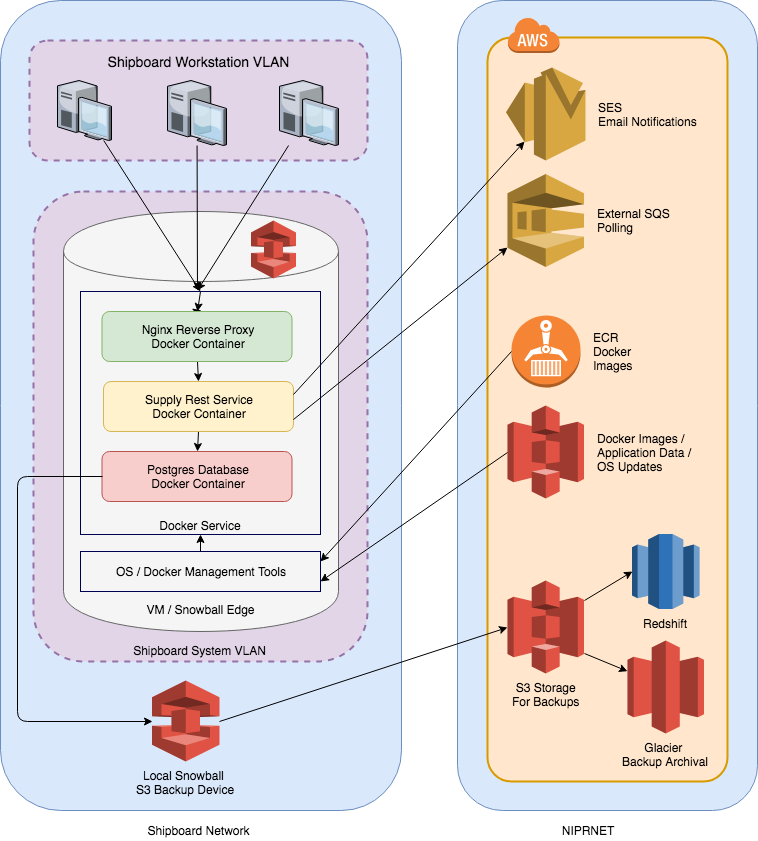 Shipboard Workstation VLAN
Nginx Reverse Proxy
Docker Container
Supply Rest Service
Docker Container
Postgres Database
Docker Container
Docker Service
OS / Docker Management Tools
VM / Snowball Edge
Shipboard System VLAN
Local Snowball
S3 Backup Device
Shipboard Network
AWS
SES
Email Notifications
External SQS
Polling
ECR
Docker
Images
Docker Images /
Application Data /
OS Updates
Redshift
S3 Storage
For Backups
Glacier
Backup Archival
NIPRNET